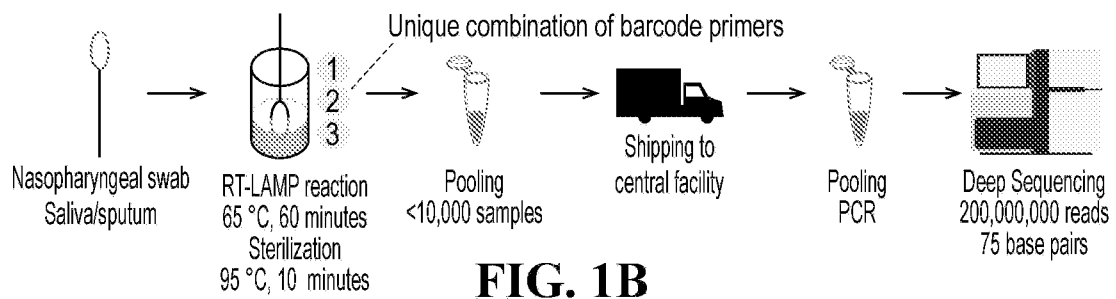 Unique combination of barcode primers
1
2
3
Nasopharyngeal swab
Saliva/sputum
RT-LAMP reaction
65 °C, 60 minutes
Sterilization
95 °C, 10 minutes
Pooling
<10,000 samples
Shipping to
central facility
Pooling
PCR
Deep Sequencing
200,000,000 reads
75 base pairs
FIG. 1B